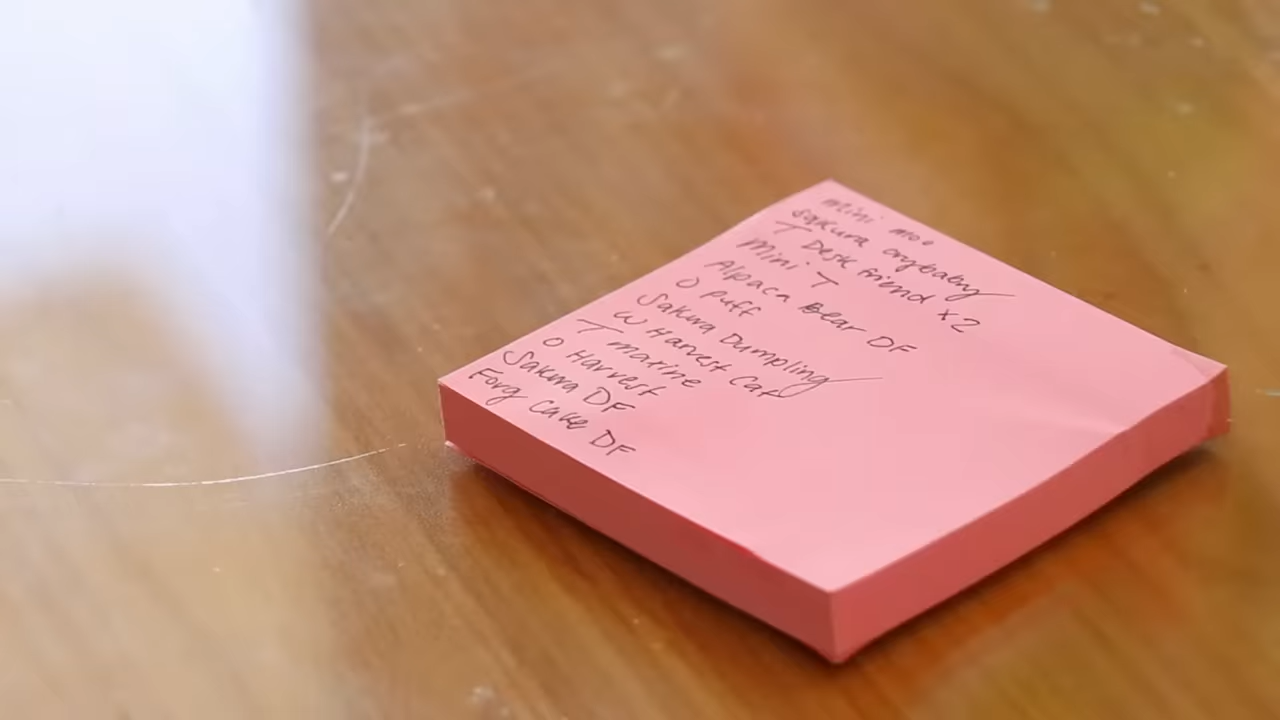 mini moo
Sakura crybaby
T Desk friend x2
Mini T
Alpaca Bear DF
O Puff
Sakura Dumpling
W Harvest Cat
T marine
O Harvest
Sakura DF
Forg cake DF